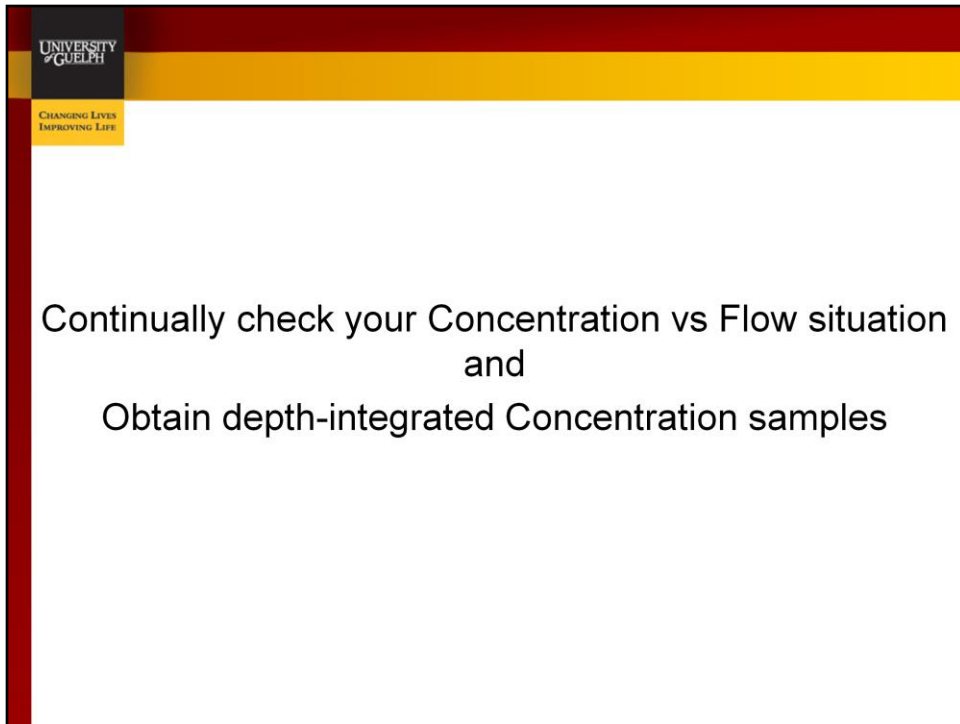 UNIVERSITY
of GUELPH
CHANGING LIVES
IMPROVING LIFE
Continually check your Concentration vs Flow situation
and
Obtain depth-integrated Concentration samples